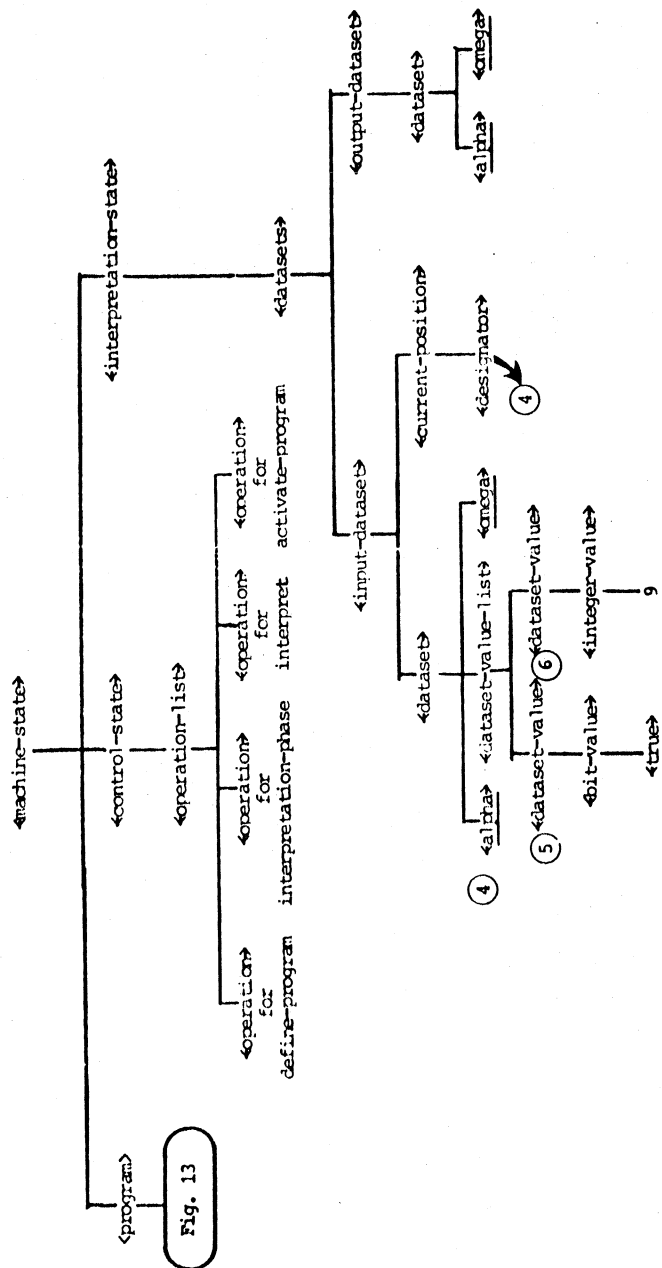 <machine-state>
<program>
<control-state>
<interpretation-state>
Fig. 13
<operation-list>
<datasets>
<operation>
for
define-program
<operation>
for
interpretation-phase
<operation>
for
interpret
<operation>
for
activate-program
<input-dataset>
<output-dataset>
<dataset>
<current-position>
<dataset>
<alpha>
<dataset-value-list>
<omega>
<designator>
<alpha>
<omega>
4
4
5
<dataset-value>
6
<dataset-value>
<bit-value>
<integer-value>
<true>
9